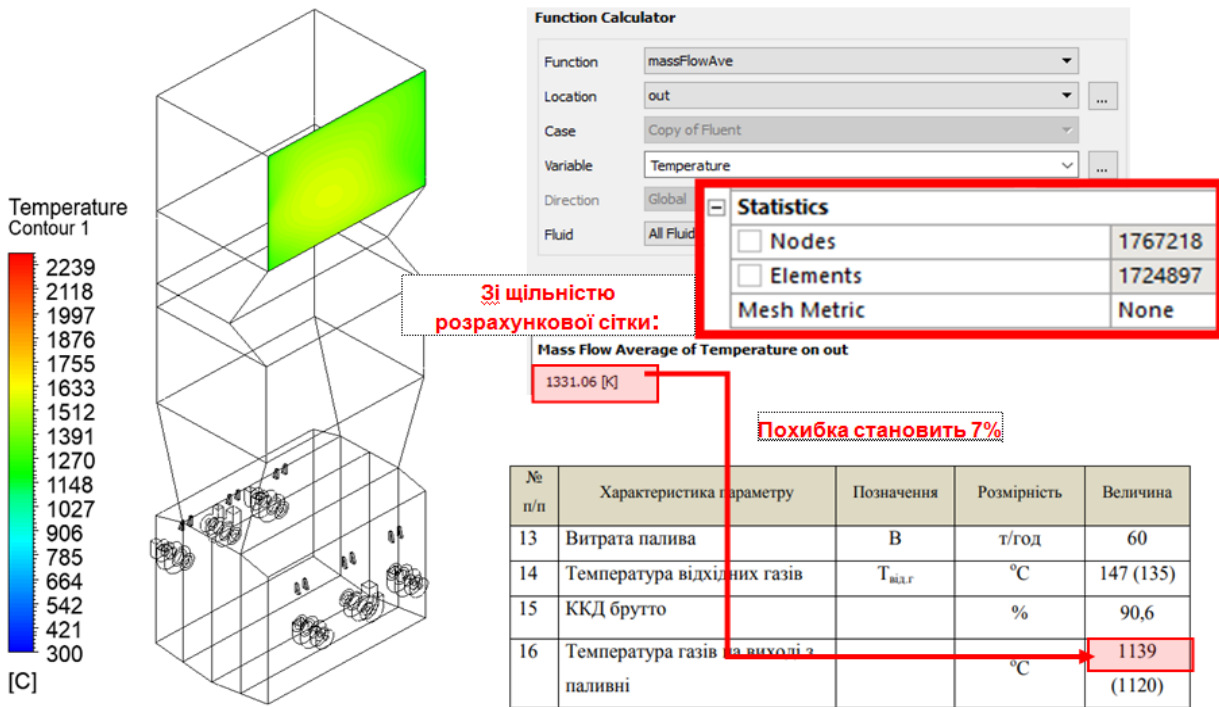 Temperature
Contour 1
2239
2118
1997
1876
1755
1633
1512
1391
1270
1148
1027
906
785
664
542
421
300
[C]
Function Calculator
Function massFlowAve
Location out ...
Case Copy of Fluent
Variable Temperature ...
Direction Global
Fluid All Fluid
Statistics
Nodes 1767218
Elements 1724897
Mesh Metric None
Зі щільністю
розрахункової сітки:
Mass Flow Average of Temperature on out
1331.06 [K]
Похибка становить 7%
№
п/п Характеристика параметру Позначення Розмірність Величина
13 Витрата палива В т/год 60
14 Температура відхідних газів Твід.г °С 147 (135)
15 ККД брутто % 90,6
16 Температура газів на виході з
паливні °С 1139
(1120)